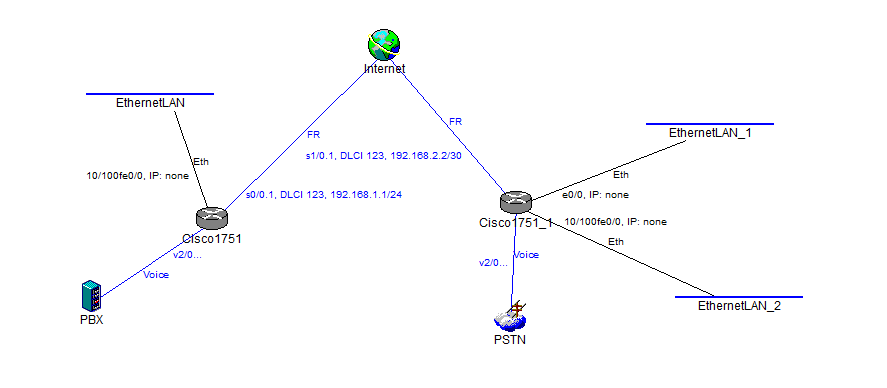 Internet
EthernetLAN
EthernetLAN_1
FR
FR
s1/0.1, DLCI 123, 192.168.2.2/30
Eth
10/100fe0/0, IP: none
Eth
s0/0.1, DLCI 123, 192.168.1.1/24
e0/0, IP: none
Cisco1751
Cisco1751_1
10/100fe0/0, IP: none
Eth
v2/0...
Voice
v2/0...
Voice
EthernetLAN_2
PBX
PSTN